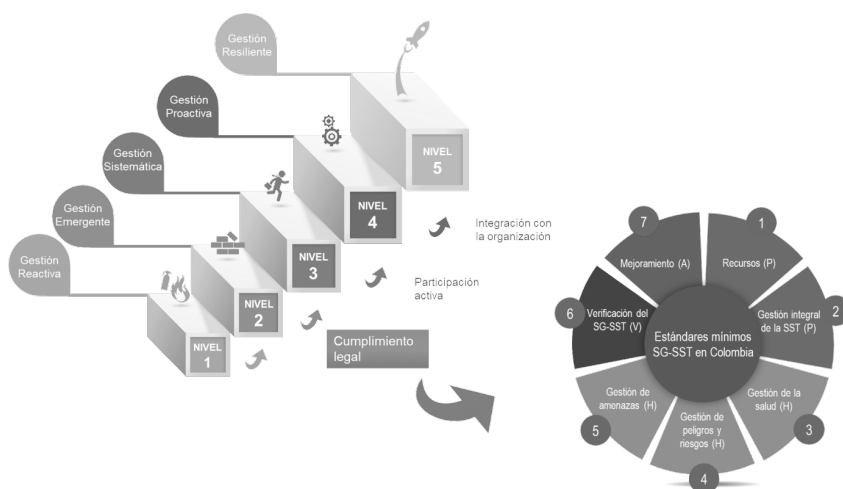 Gestión
Resiliente
Gestión
Proactiva
Gestión
Sistemática
Gestión
Emergente
Gestión
Reactiva
NIVEL
1
NIVEL
2
NIVEL
3
NIVEL
4
NIVEL
5
Cumplimiento
legal
Participación
activa
Integración con
la organización
Estándares mínimos
SG-SST en Colombia
1
Recursos (P)
2
Gestión integral
de la SST (P)
3
Gestión de la
salud (H)
4
Gestión de
peligros y
riesgos (H)
5
Gestión de
amenazas (H)
6
Verificación del
SG-SST (V)
7
Mejoramiento (A)